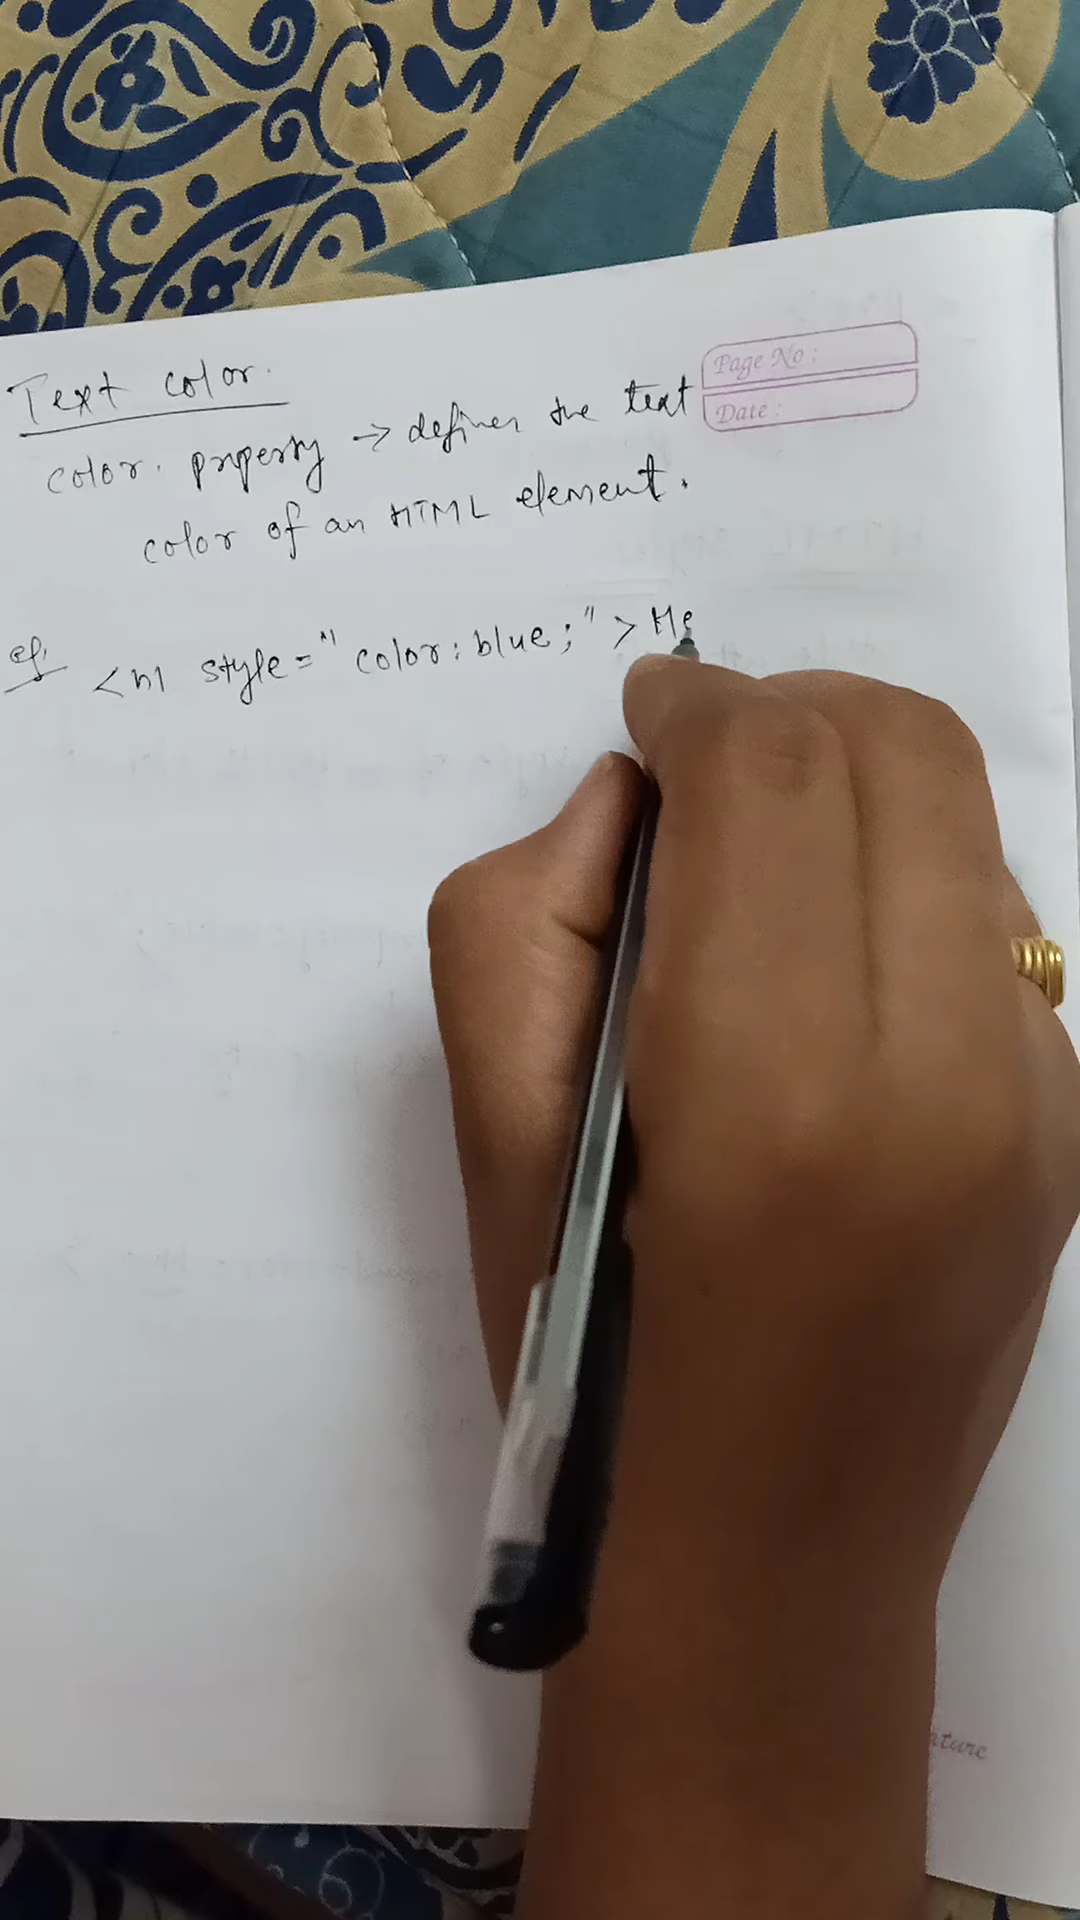 Text color.
Page No :
Date :
color. property → defines the text
color of an HTML element.
eg. <h1 style="color:blue;">He